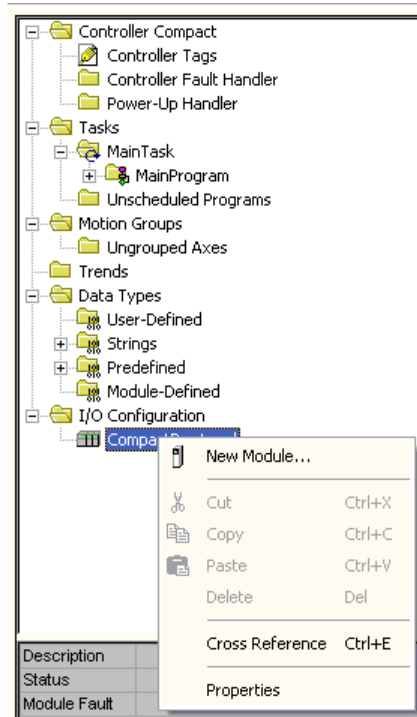 Controller Compact
Controller Tags
Controller Fault Handler
Power-Up Handler
Tasks
MainTask
MainProgram
Unscheduled Programs
Motion Groups
Ungrouped Axes
Trends
Data Types
User-Defined
Strings
Predefined
Module-Defined
I/O Configuration
New Module...
Cut Ctrl+X
Copy Ctrl+C
Paste Ctrl+V
Delete Del
Cross Reference Ctrl+E
Properties
Description
Status
Module Fault